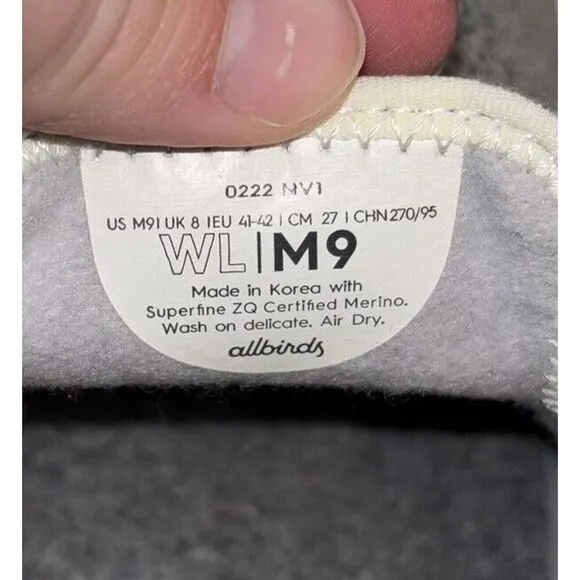 0222 NV1
US M9 | UK 8 | EU 41-42 | CM 27 | CHN 270/95
WL | M9
Made in Korea with
Superfine ZQ Certified Merino.
Wash on delicate. Air Dry.
allbirds